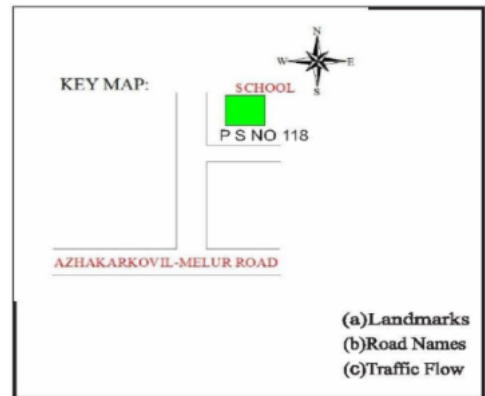 N
W E
S
KEY MAP:
SCHOOL
P S NO 118
AZHAKARKOVIL-MELUR ROAD
(a)Landmarks
(b)Road Names
(c)Traffic Flow